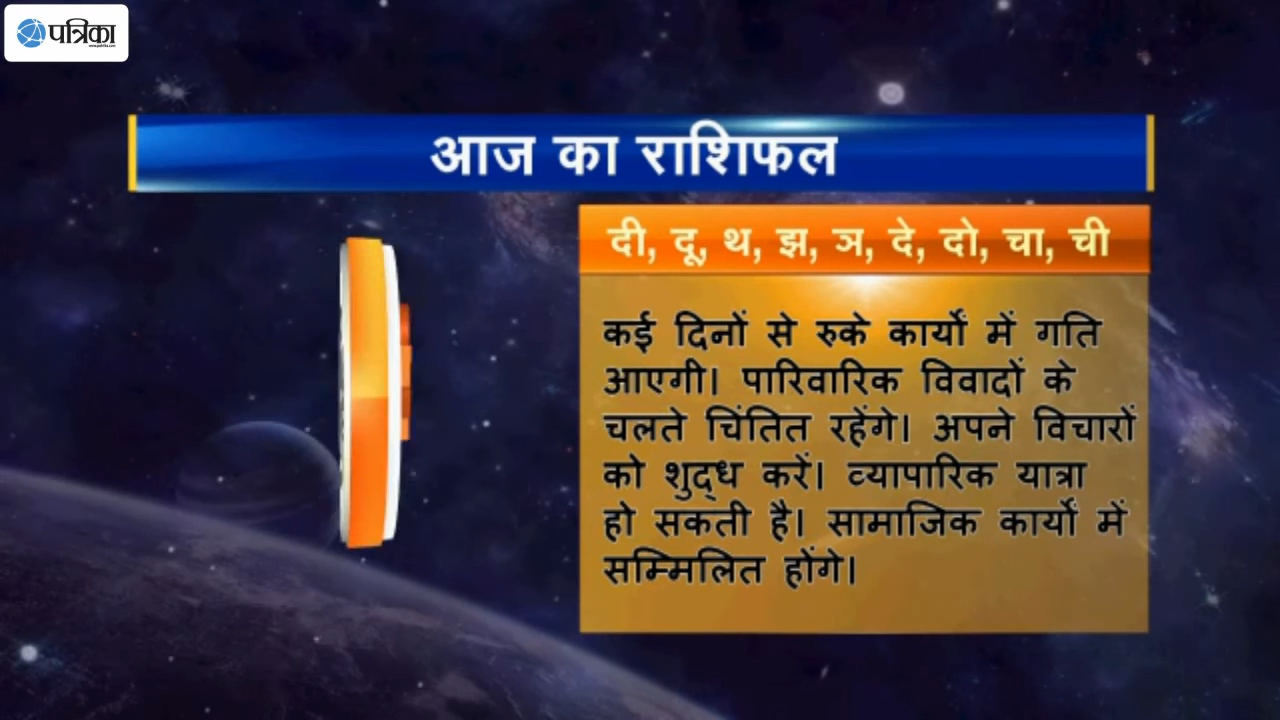 पत्रिका
आज का राशिफल
दी, दू, थ, झ, ञ, दे, दो, चा, ची
कई दिनों से रुके कार्यों में गति
आएगी। पारिवारिक विवादों के
चलते चिंतित रहेंगे। अपने विचारों
को शुद्ध करें। व्यापारिक यात्रा
हो सकती है। सामाजिक कार्यों में
सम्मिलित होंगे।